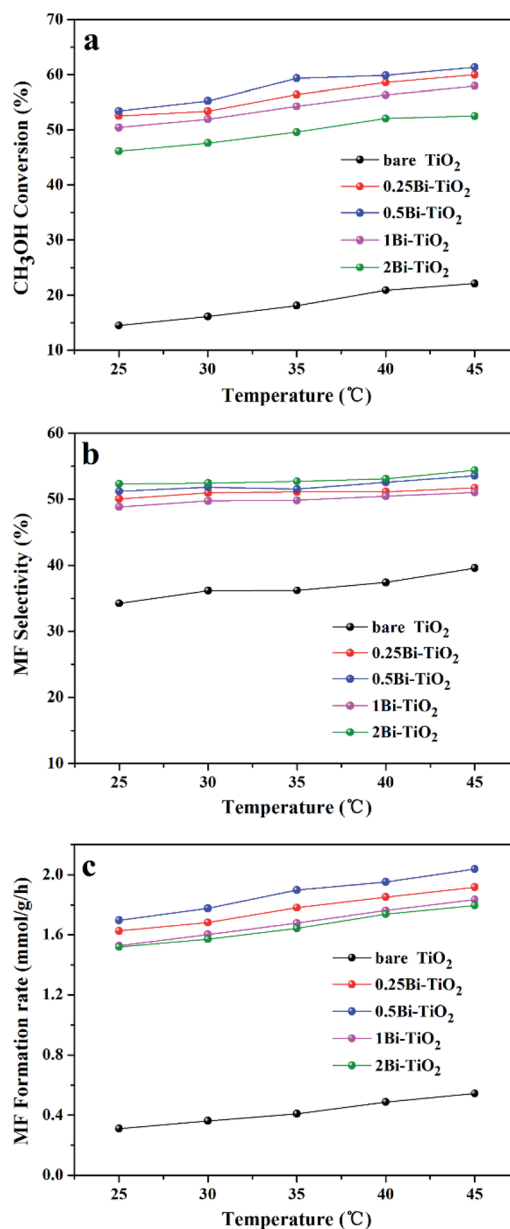 a
CH₃OH Conversion (%)
70
60
50
40
30
20
10
bare TiO₂
0.25Bi-TiO₂
0.5Bi-TiO₂
1Bi-TiO₂
2Bi-TiO₂
25 30 35 40 45
Temperature (℃)
b
MF Selectivity (%)
60
50
40
30
20
10
bare TiO₂
0.25Bi-TiO₂
0.5Bi-TiO₂
1Bi-TiO₂
2Bi-TiO₂
25 30 35 40 45
Temperature (℃)
c
MF Formation rate (mmol/g/h)
2.0
1.6
1.2
0.8
0.4
0.0
bare TiO₂
0.25Bi-TiO₂
0.5Bi-TiO₂
1Bi-TiO₂
2Bi-TiO₂
25 30 35 40 45
Temperature (℃)